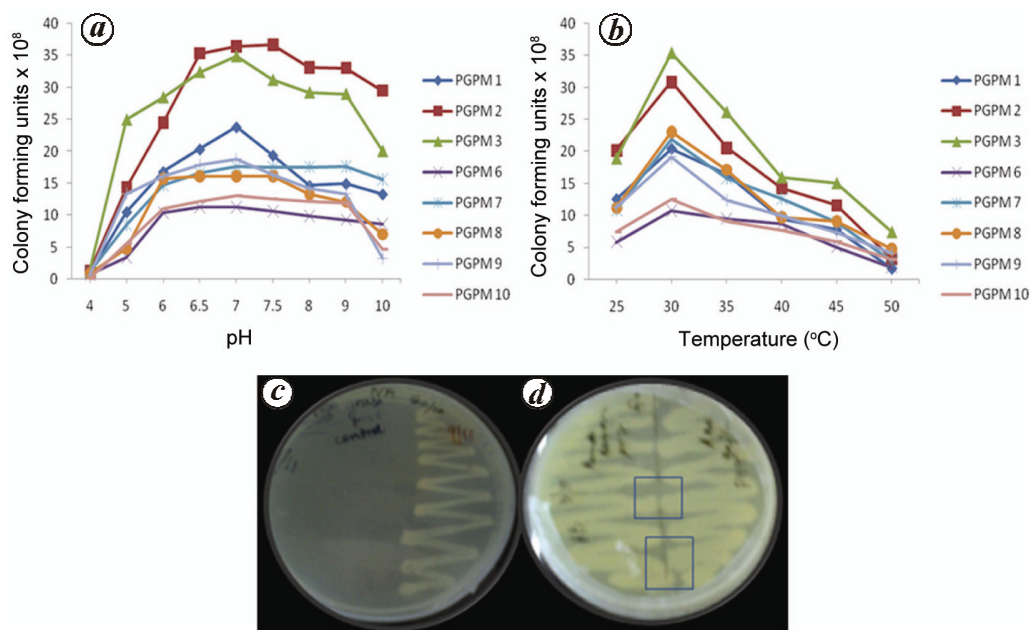 a
Colony forming units x 10⁸
40
35
30
25
20
15
10
5
0
4 5 6 6.5 7 7.5 8 9 10
pH
PGPM 1
PGPM 2
PGPM 3
PGPM 6
PGPM 7
PGPM 8
PGPM 9
PGPM 10
b
Colony forming units x 10⁸
40
35
30
25
20
15
10
5
0
25 30 35 40 45 50
Temperature (°C)
PGPM 1
PGPM 2
PGPM 3
PGPM 6
PGPM 7
PGPM 8
PGPM 9
PGPM 10
c
control
d